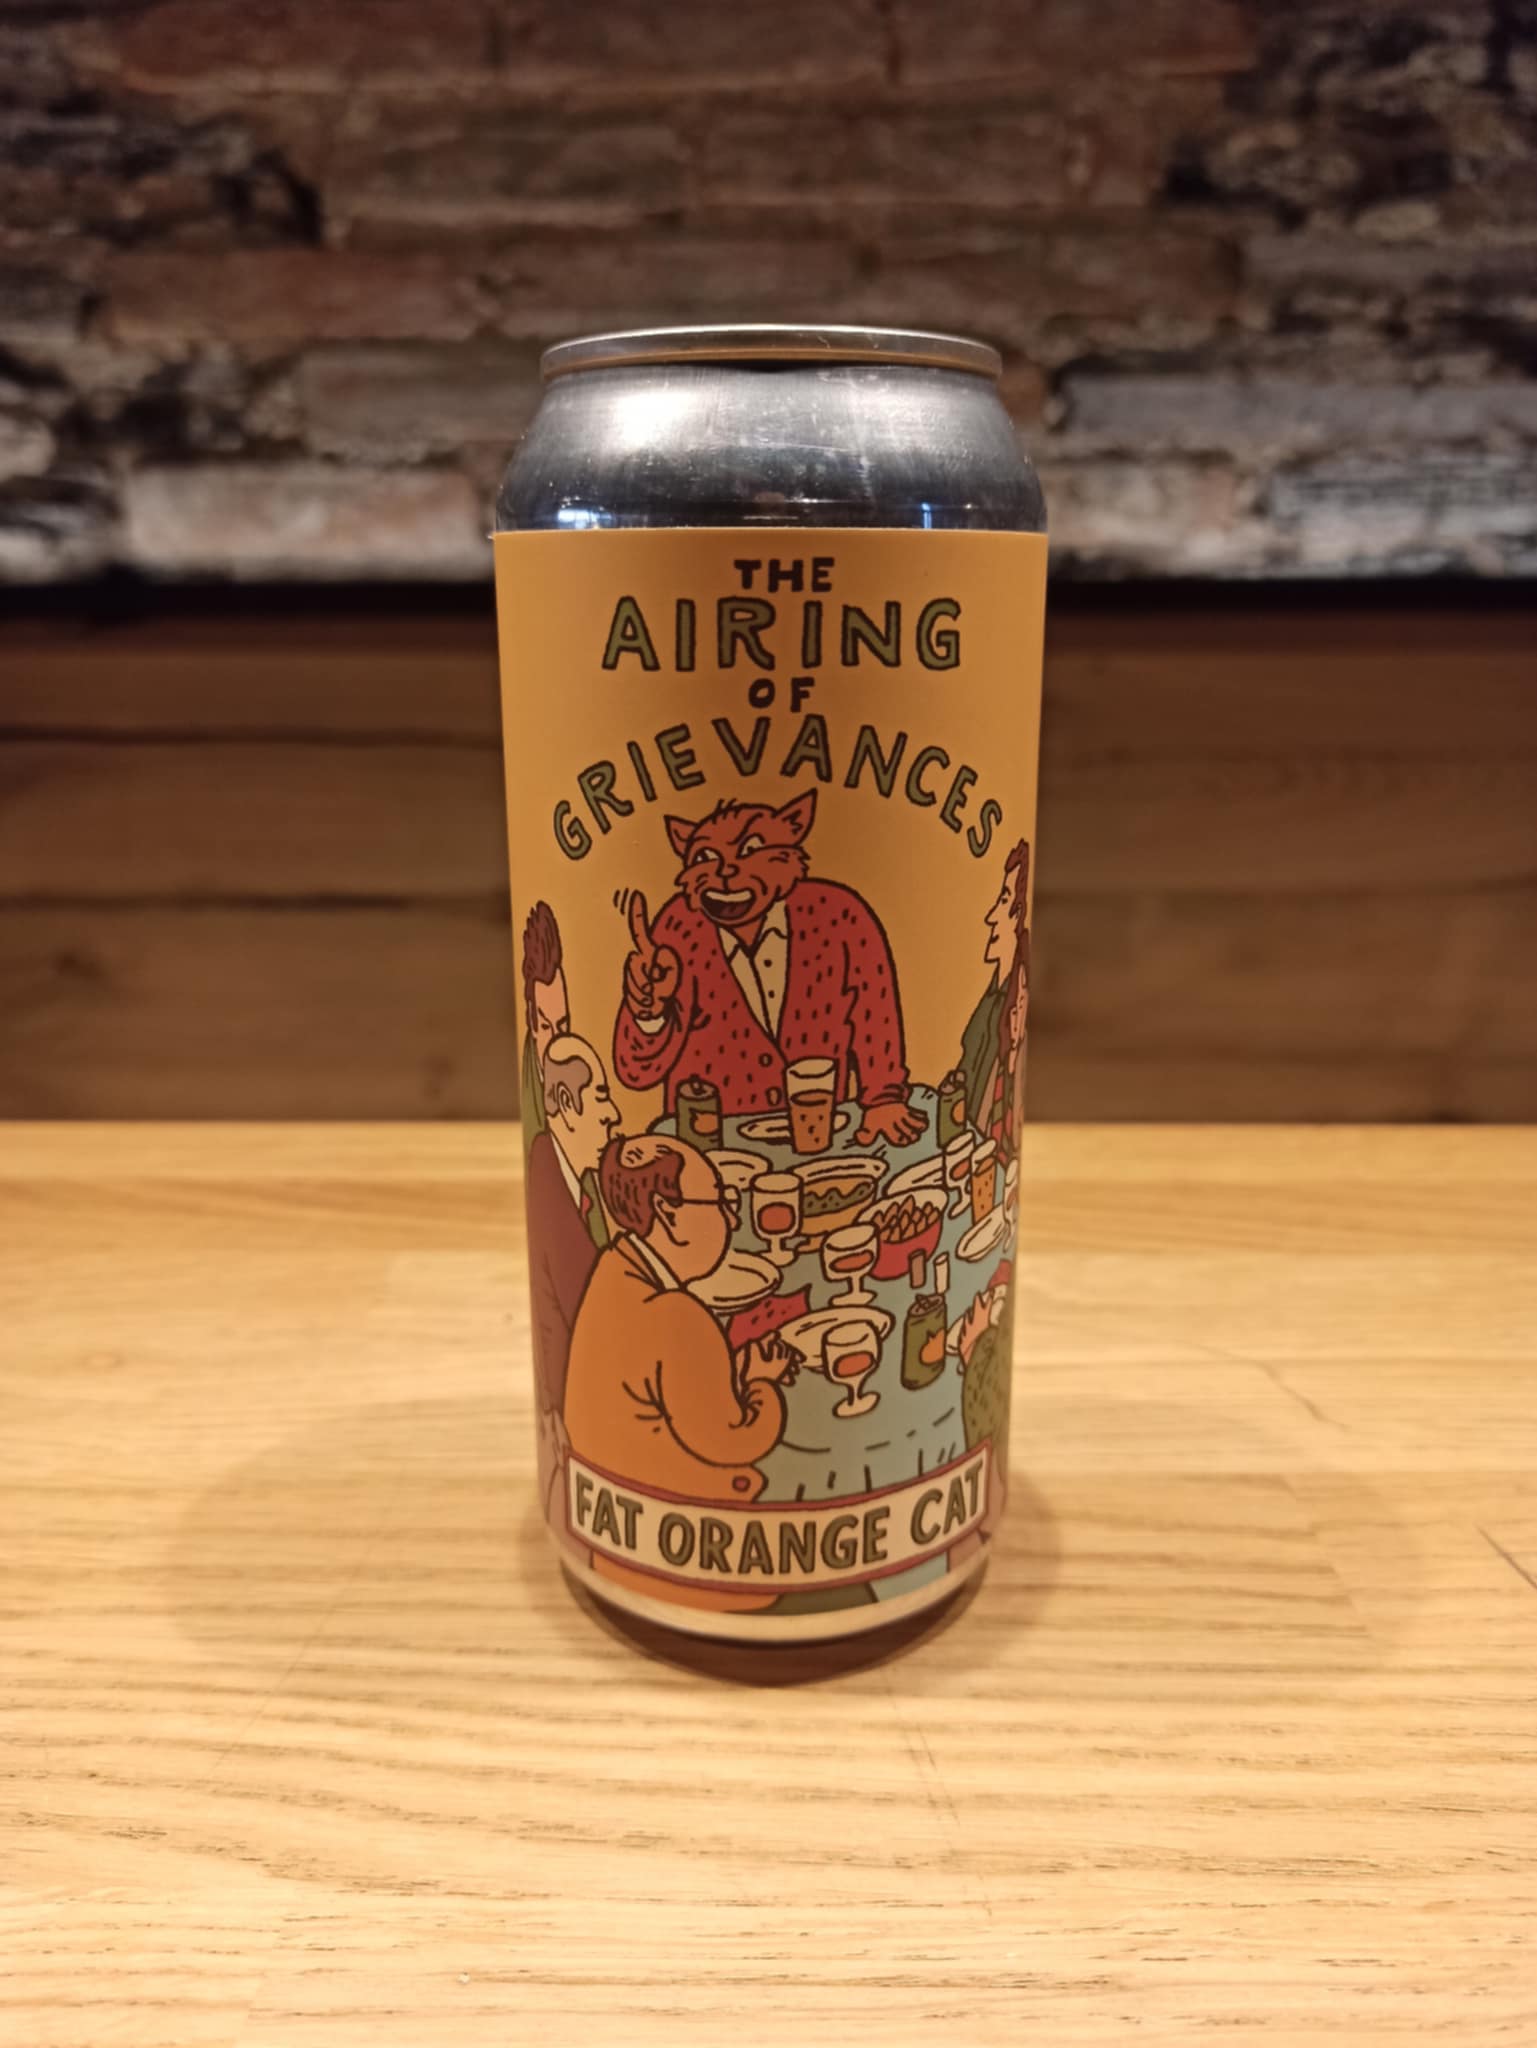 THE
AIRING
OF
GRIEVANCES
FAT ORANGE CAT